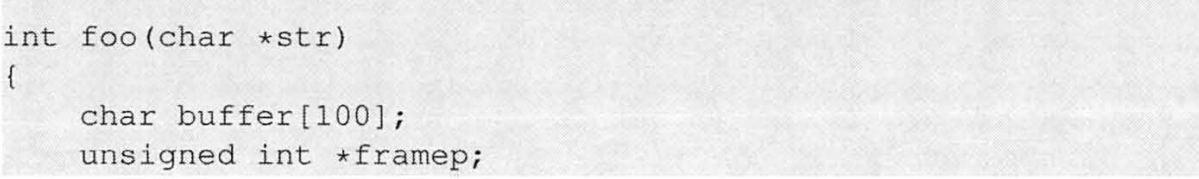 int foo(char *str)
{
    char buffer[100];
    unsigned int *framep;